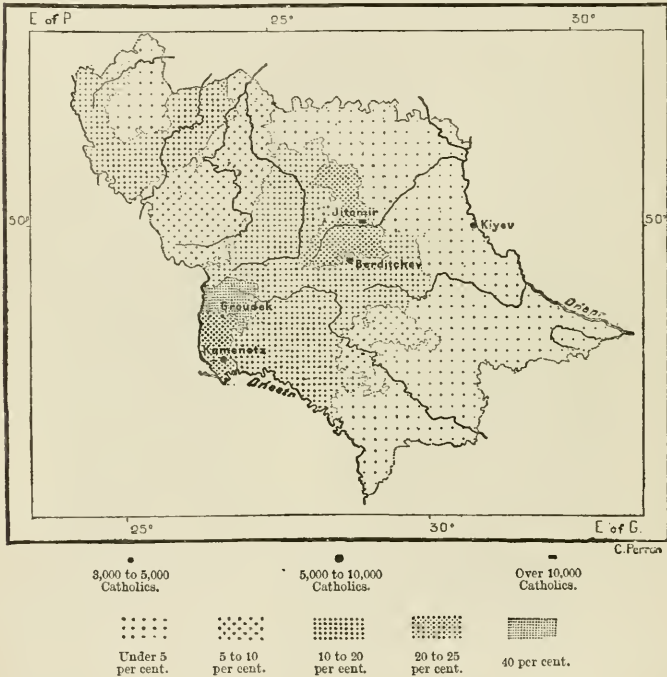 E of P 25° 30°
50° 50°
Jitomir
Kiyev
Berditchev
Groudek
Dniepr
Kamenetz
Dniestr
25° 30° E of G.
C. Perron
3,000 to 5,000 Catholics.
5,000 to 10,000 Catholics.
Over 10,000 Catholics.
Under 5 per cent.
5 to 10 per cent.
10 to 20 per cent.
20 to 25 per cent.
40 per cent.